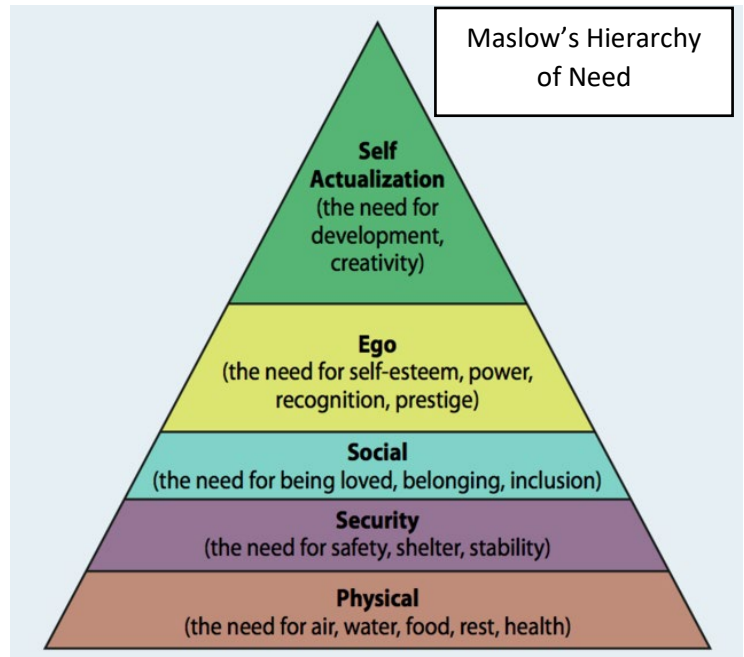 Maslow’s Hierarchy
of Need
Self
Actualization
(the need for
development,
creativity)
Ego
(the need for self-esteem, power,
recognition, prestige)
Social
(the need for being loved, belonging, inclusion)
Security
(the need for safety, shelter, stability)
Physical
(the need for air, water, food, rest, health)